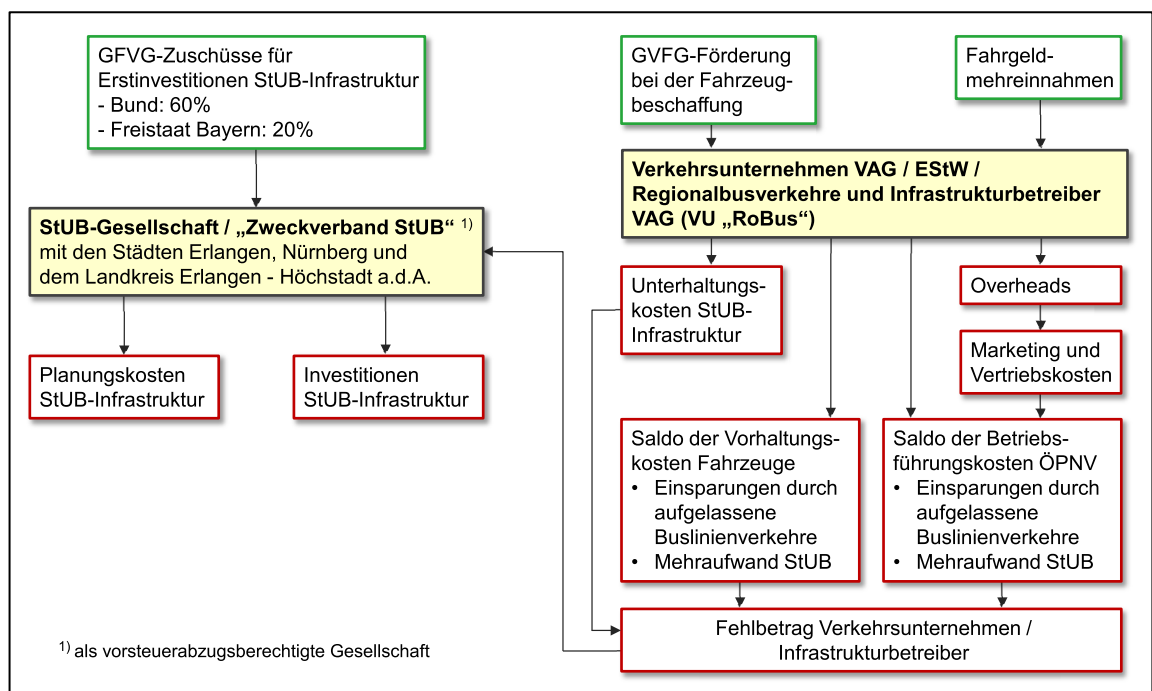 GFVG-Zuschüsse für
Erstinvestitionen StUB-Infrastruktur
- Bund: 60%
- Freistaat Bayern: 20%
GVFG-Förderung
bei der Fahrzeug-
beschaffung
Fahrgeld-
mehreinnahmen
Verkehrsunternehmen VAG / EStW /
Regionalbusverkehre und Infrastrukturbetreiber
VAG (VU „RoBus“)
StUB-Gesellschaft / „Zweckverband StUB“ 1)
mit den Städten Erlangen, Nürnberg und
dem Landkreis Erlangen - Höchstadt a.d.A.
Unterhaltungs-
kosten StUB-
Infrastruktur
Overheads
Marketing und
Vertriebskosten
Planungskosten
StUB-Infrastruktur
Investitionen
StUB-Infrastruktur
Saldo der Vorhaltungs-
kosten Fahrzeuge
• Einsparungen durch
aufgelassene
Buslinienverkehre
• Mehraufwand StUB
Saldo der Betriebs-
führungskosten ÖPNV
• Einsparungen durch
aufgelassene
Buslinienverkehre
• Mehraufwand StUB
Fehlbetrag Verkehrsunternehmen /
Infrastrukturbetreiber
1) als vorsteuerabzugsberechtigte Gesellschaft